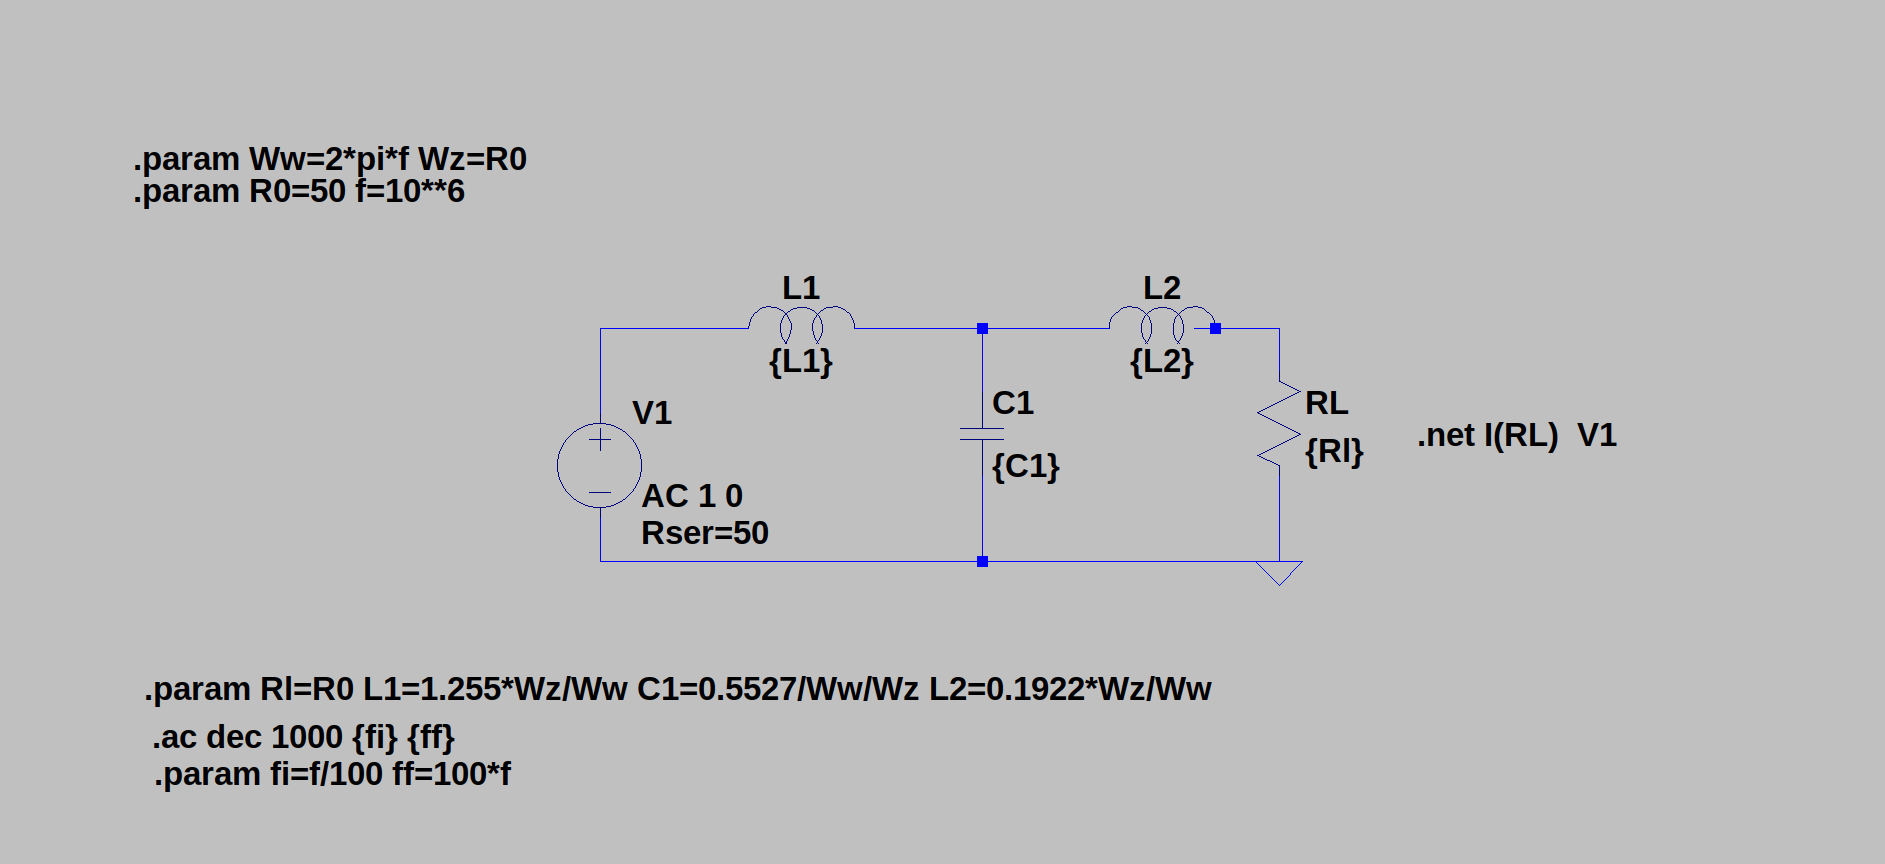 .param Ww=2*pi*f Wz=R0
.param R0=50 f=10**6
L1
{L1}
L2
{L2}
V1
AC 1 0
Rser=50
C1
{C1}
RL
{Rl}
.net I(RL)  V1
.param Rl=R0 L1=1.255*Wz/Ww C1=0.5527/Ww/Wz L2=0.1922*Wz/Ww
.ac dec 1000 {fi} {ff}
.param fi=f/100 ff=100*f